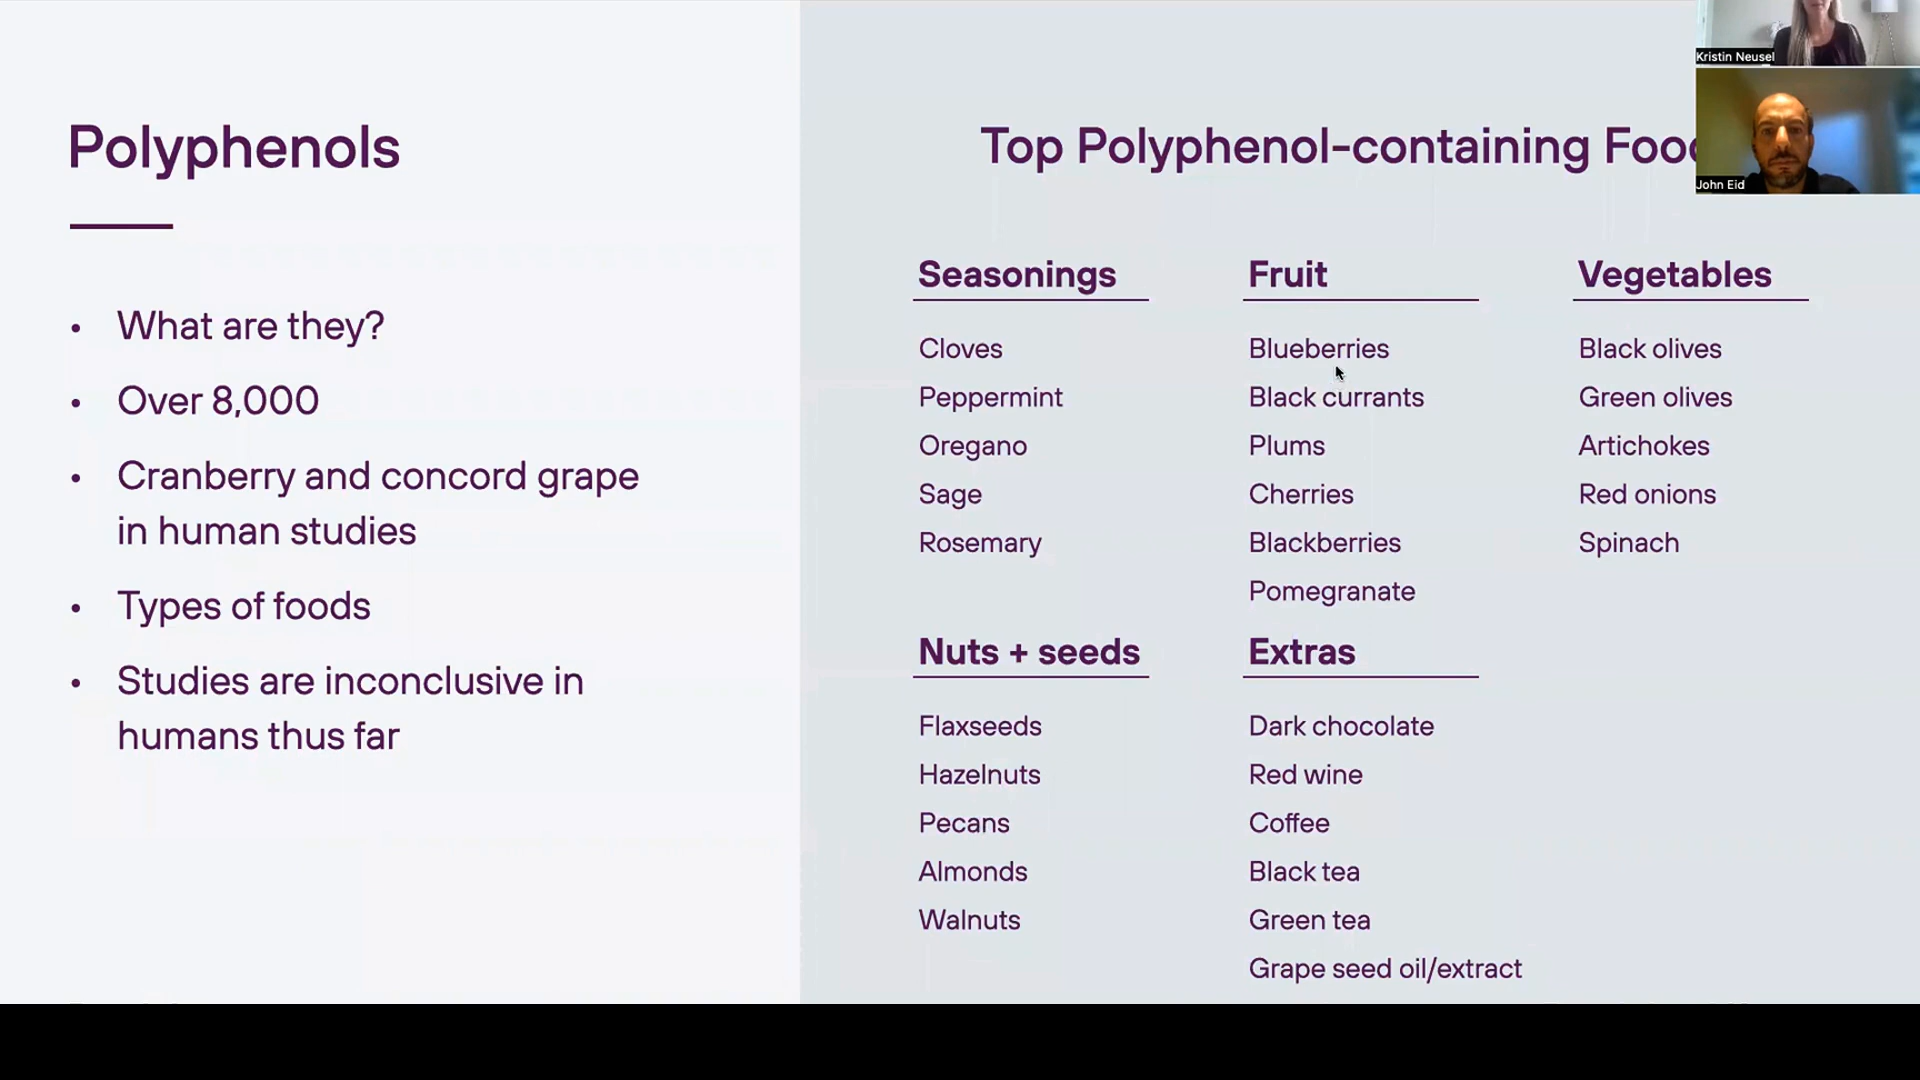 Polyphenols
• What are they?
• Over 8,000
• Cranberry and concord grape
in human studies
• Types of foods
• Studies are inconclusive in
humans thus far
Top Polyphenol-containing
Seasonings
Cloves
Peppermint
Oregano
Sage
Rosemary
Fruit
Blueberries
Black currants
Plums
Cherries
Blackberries
Pomegranate
Vegetables
Black olives
Green olives
Artichokes
Red onions
Spinach
Nuts + seeds
Flaxseeds
Hazelnuts
Pecans
Almonds
Walnuts
Extras
Dark chocolate
Red wine
Coffee
Black tea
Green tea
Grape seed oil/extract
Kristin Neusel
John Eid